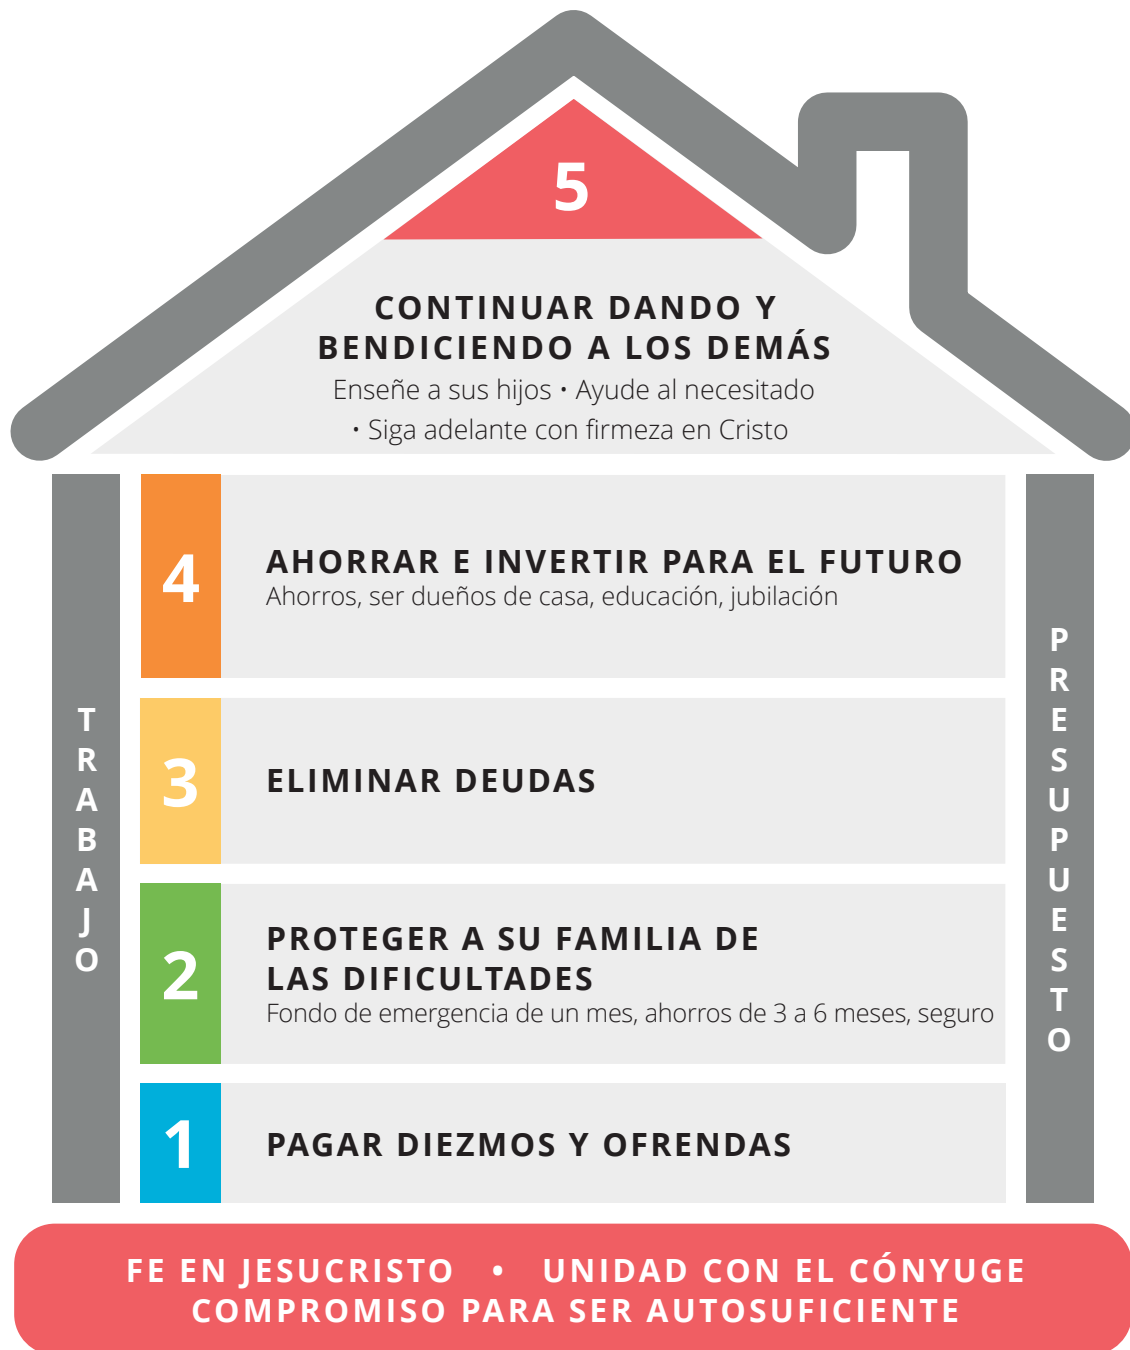 5
CONTINUAR DANDO Y
BENDICIENDO A LOS DEMÁS
Enseñe a sus hijos • Ayude al necesitado
• Siga adelante con firmeza en Cristo
4
AHORRAR E INVERTIR PARA EL FUTURO
Ahorros, ser dueños de casa, educación, jubilación
3
ELIMINAR DEUDAS
2
PROTEGER A SU FAMILIA DE
LAS DIFICULTADES
Fondo de emergencia de un mes, ahorros de 3 a 6 meses, seguro
1
PAGAR DIEZMOS Y OFRENDAS
TRABAJO
PRESUPUESTO
FE EN JESUCRISTO • UNIDAD CON EL CÓNYUGE
COMPROMISO PARA SER AUTOSUFICIENTE